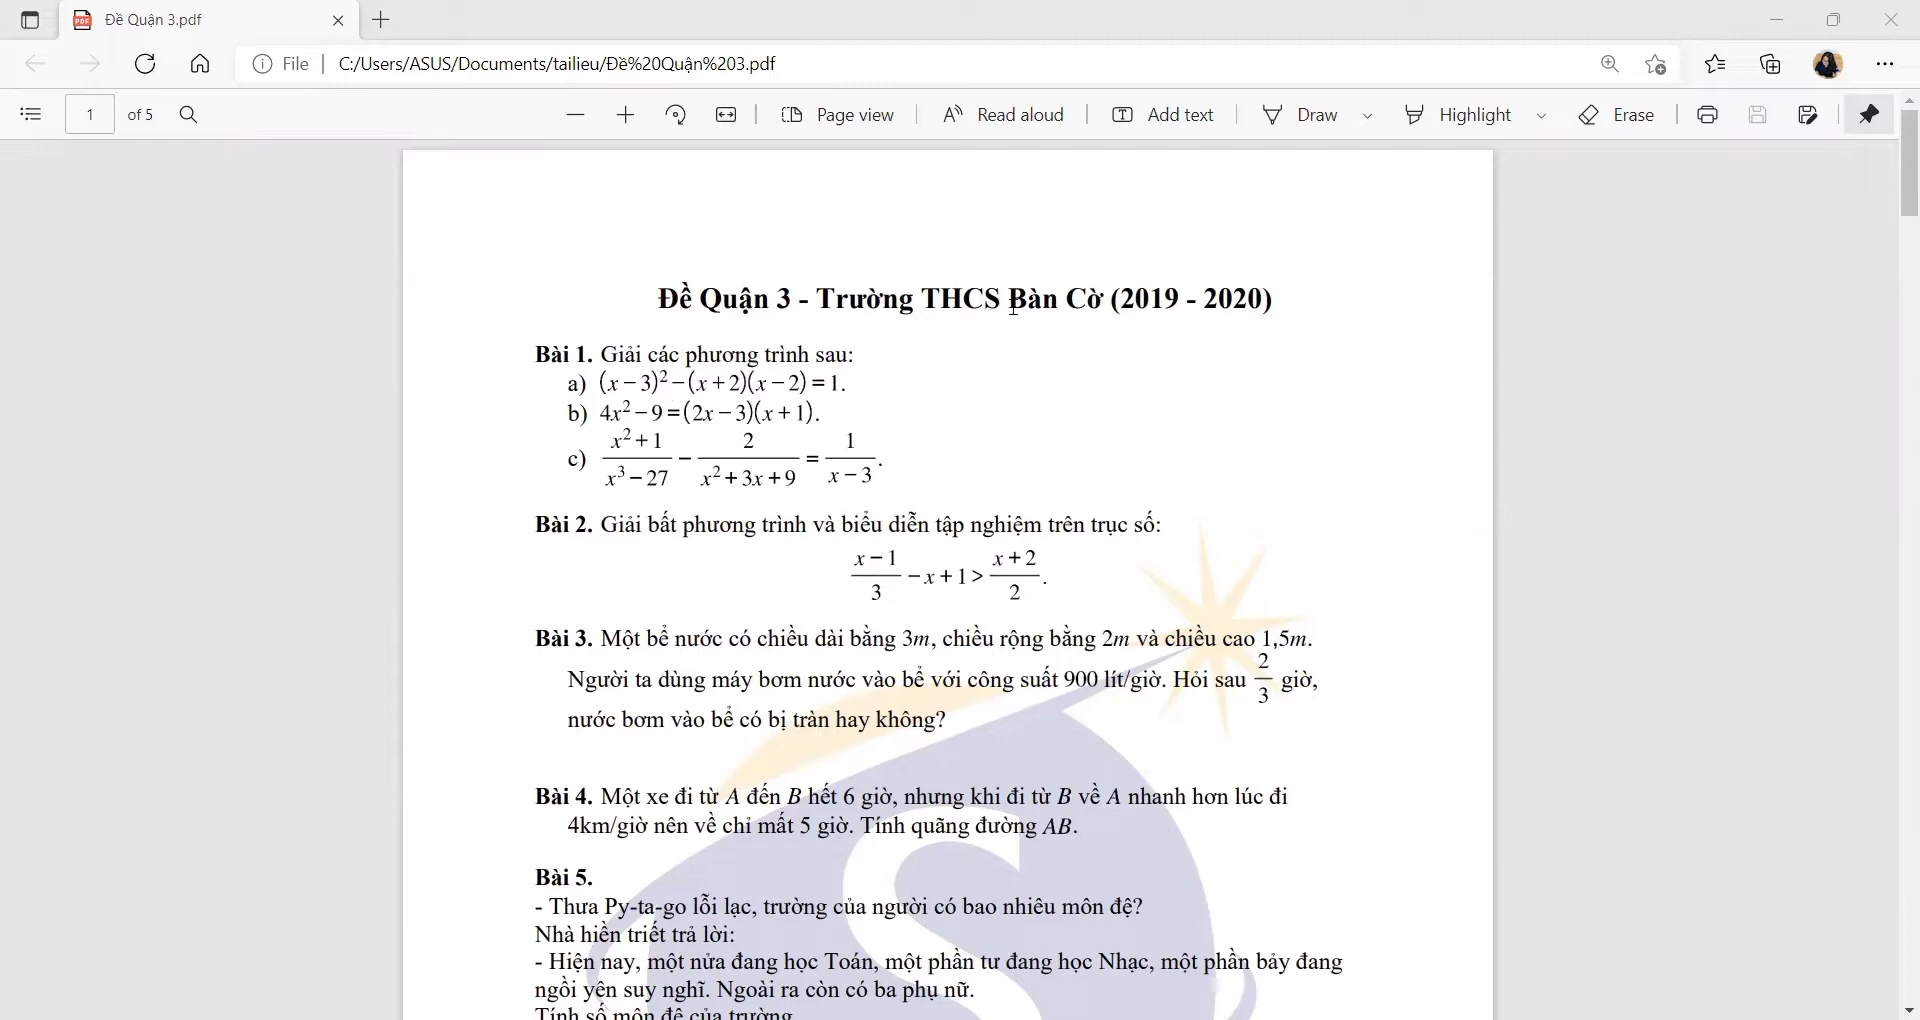 Đề Quận 3.pdf
File
C:/Users/ASUS/Documents/tailieu/Đề%20Quận%203.pdf
1 of 5 Page view Read aloud Add text Draw Highlight Erase
Đề Quận 3 - Trường THCS Bàn Cờ (2019 - 2020)
Bài 1. Giải các phương trình sau:
a) (x − 3)² − (x + 2)(x − 2) = 1.
b) 4x² − 9 = (2x − 3)(x + 1).
c) (x² + 1)/(x³ − 27) − 2/(x² + 3x + 9) = 1/(x − 3).
Bài 2. Giải bất phương trình và biểu diễn tập nghiệm trên trục số:
(x − 1)/3 − x + 1 > (x + 2)/2.
Bài 3. Một bể nước có chiều dài bằng 3m, chiều rộng bằng 2m và chiều cao 1,5m.
Người ta dùng máy bơm nước vào bể với công suất 900 lít/giờ. Hỏi sau 2/3 giờ,
nước bơm vào bể có bị tràn hay không?
Bài 4. Một xe đi từ A đến B hết 6 giờ, nhưng khi đi từ B về A nhanh hơn lúc đi
4km/giờ nên về chỉ mất 5 giờ. Tính quãng đường AB.
Bài 5.
- Thưa Py-ta-go lỗi lạc, trường của người có bao nhiêu môn đệ?
Nhà hiền triết trả lời:
- Hiện nay, một nửa đang học Toán, một phần tư đang học Nhạc, một phần bảy đang
ngồi yên suy nghĩ. Ngoài ra còn có ba phụ nữ.
Tính số môn đệ của trường